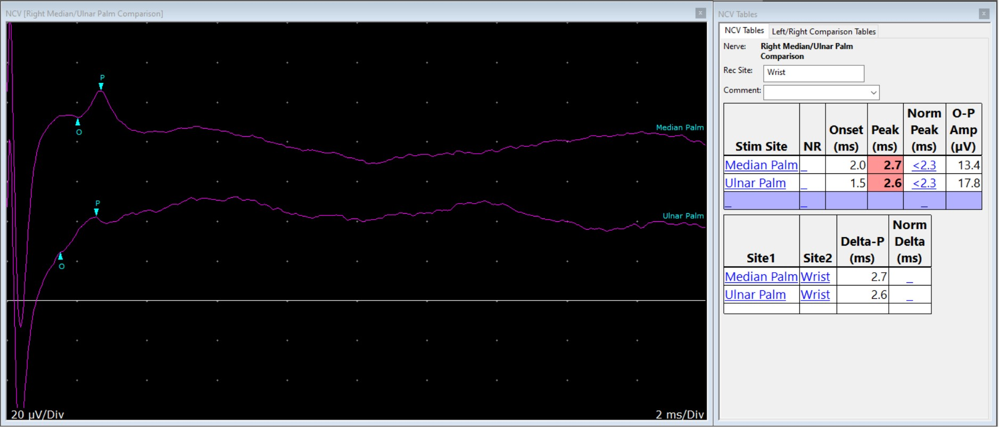 NCV [Right Median/Ulnar Palm Comparison]
P
O
Median Palm
P
Ulnar Palm
O
20 µV/Div
2 ms/Div
NCV Tables
NCV Tables
Left/Right Comparison Tables
Nerve: Right Median/Ulnar Palm
Comparison
Rec Site: Wrist
Comment:
Stim Site NR Onset (ms) Peak (ms) Norm Peak (ms) O-P Amp (µV)
Median Palm 2.0 2.7 <2.3 13.4
Ulnar Palm 1.5 2.6 <2.3 17.8
Site1 Site2 Delta-P (ms) Norm Delta (ms)
Median Palm Wrist 2.7
Ulnar Palm Wrist 2.6